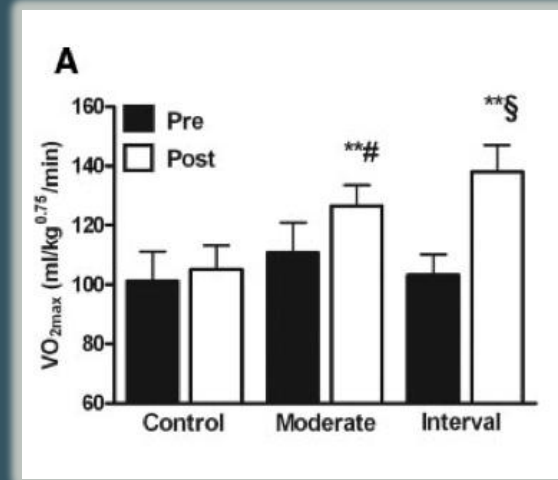 A
160
Pre
Post
**#
**§
140
120
100
80
60
VO2max (ml/kg0.75/min)
Control Moderate Interval